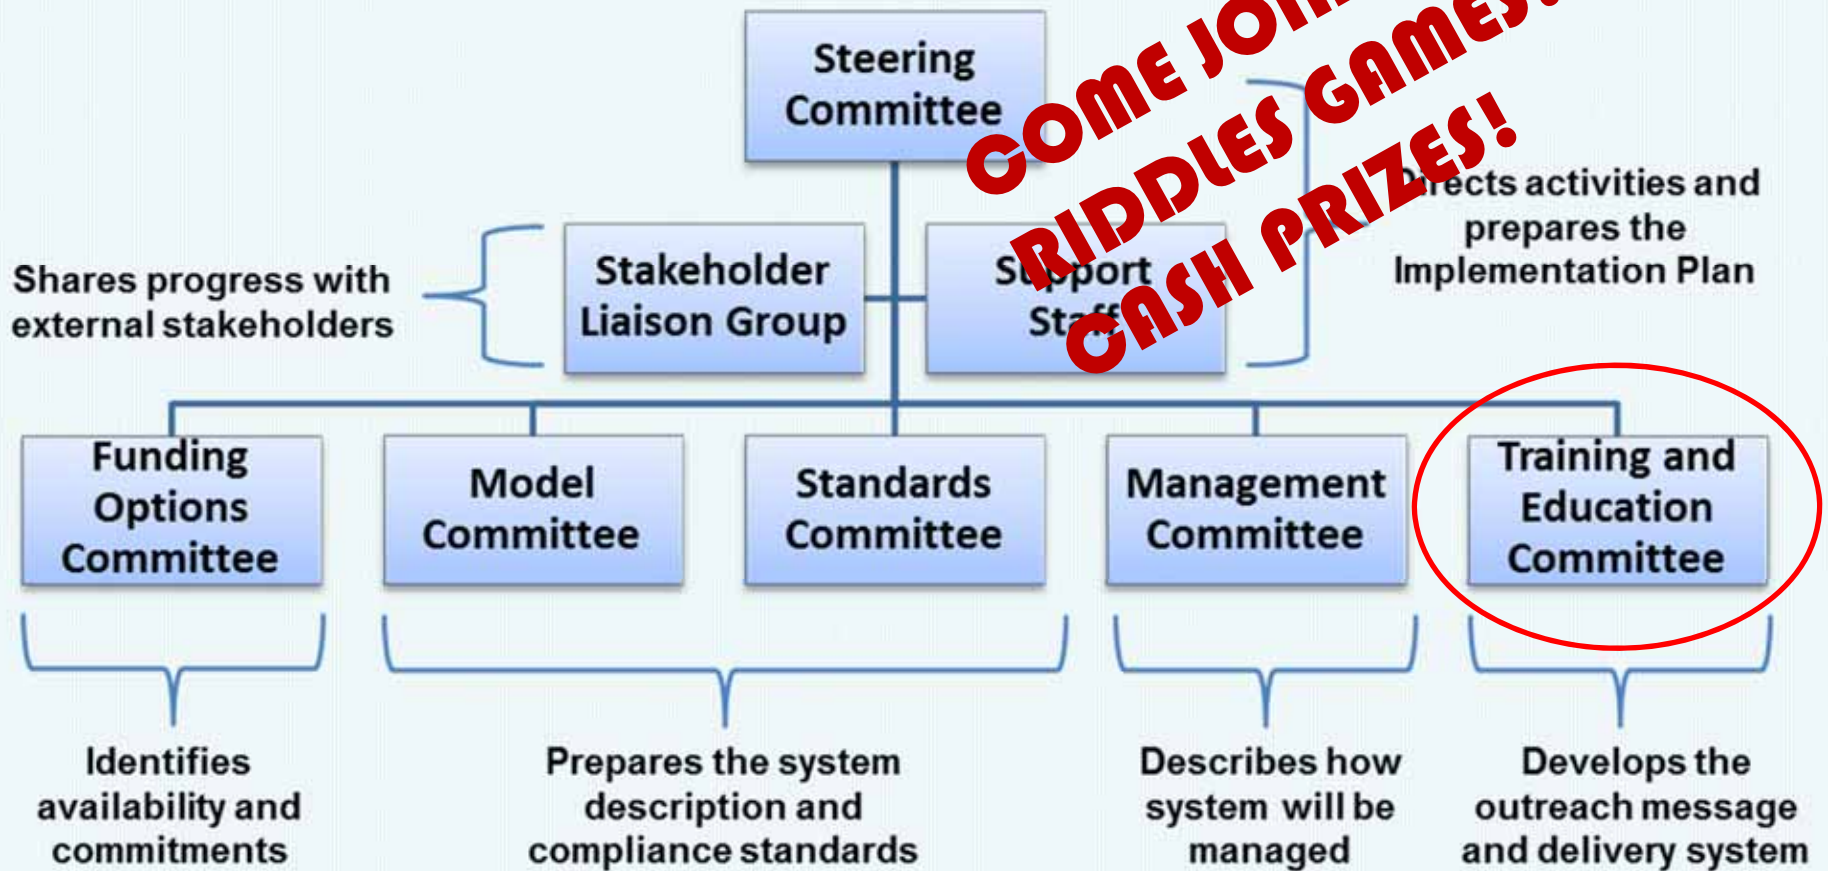 Steering
Committee
COME JOIN
RIDDLES GAMES!
CASH PRIZES!
Directs activities and
prepares the
Implementation Plan
Shares progress with
external stakeholders
Stakeholder
Liaison Group
Support
Staff
Funding
Options
Committee
Model
Committee
Standards
Committee
Management
Committee
Training and
Education
Committee
Identifies
availability and
commitments
Prepares the system
description and
compliance standards
Describes how
system will be
managed
Develops the
outreach message
and delivery system